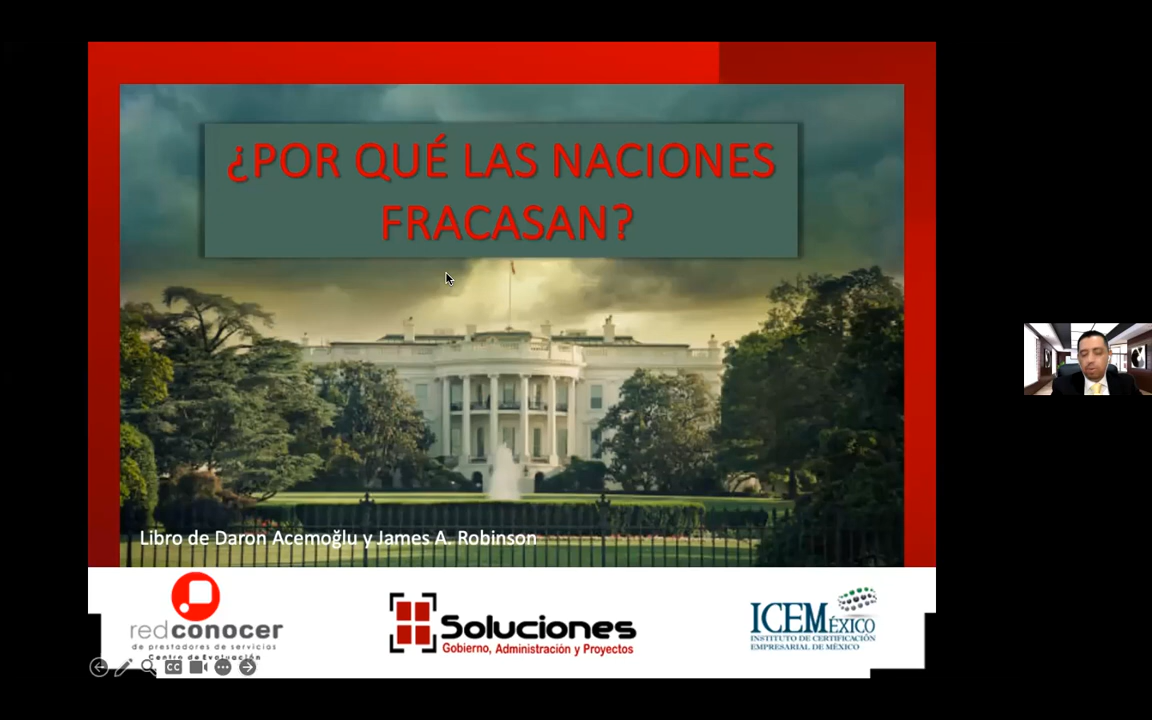 ¿POR QUÉ LAS NACIONES
FRACASAN?
Libro de Daron Acemoğlu y James A. Robinson
redconocer
de prestadores de servicios
Centro de Evaluación
Soluciones
Gobierno, Administración y Proyectos
ICEMÉXICO
INSTITUTO DE CERTIFICACIÓN
EMPRESARIAL DE MÉXICO
CC